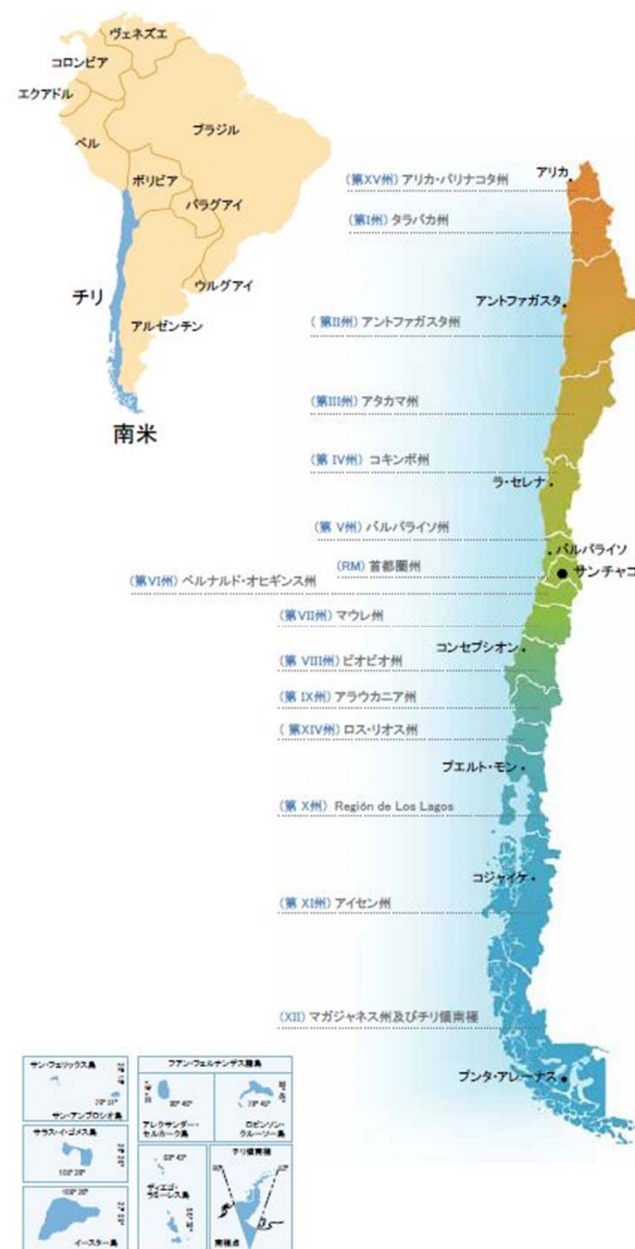 ヴェネズエ
コロンビア
エクアドル
ブラジル
ペル
ボリビア
パラグアイ
ウルグアイ
チリ
アルゼンチン
南米
アリカ
(第XV州) アリカ・パリナコタ州
(第I州) タラパカ州
アントファガスタ
( 第II州) アントファガスタ州
(第III州) アタカマ州
(第 IV州) コキンボ州
ラ・セレナ
(第 V州) バルパライソ州
バルパライソ
(RM) 首都圏州
サンチャゴ
(第VI州) ベルナルド・オヒギンス州
(第VII州) マウレ州
コンセプシオン
(第 VIII州) ビオビオ州
(第 IX州) アラウカニア州
( 第XIV州) ロス・リオス州
プエルト・モン
(第 X州) Región de Los Lagos
コジャイケ
(第 XI州) アイセン州
(XII) マガジャネス州及びチリ領南極
プンタ・アレーナス
サン・フェリックス島
サン・アンブロシオ島
サラス・イ・ゴメス島
イースター島
フアン・フェルナンデス諸島
アレクサンダー・
セルカーク島
ロビンソン・
クルーソー島
チリ領南極
南極点